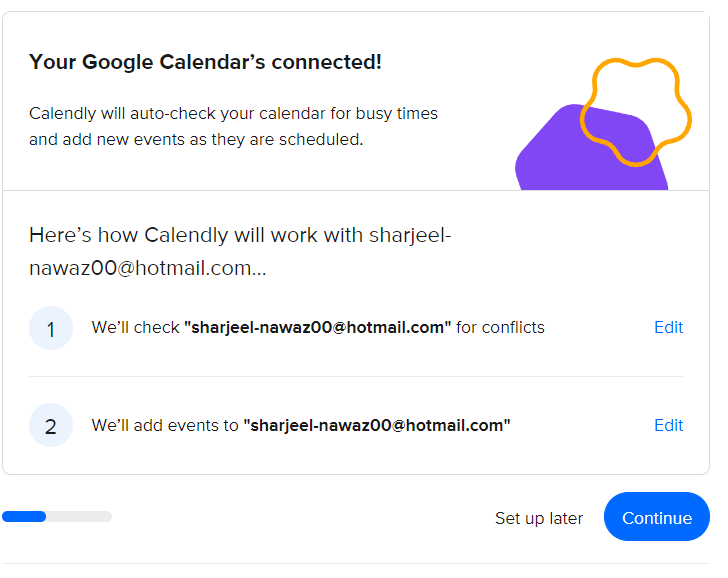 Your Google Calendar’s connected!
Calendly will auto-check your calendar for busy times
and add new events as they are scheduled.
Here’s how Calendly will work with sharjeel-
nawaz00@hotmail.com...
1 We’ll check "sharjeel-nawaz00@hotmail.com" for conflicts Edit
2 We’ll add events to "sharjeel-nawaz00@hotmail.com" Edit
Set up later Continue